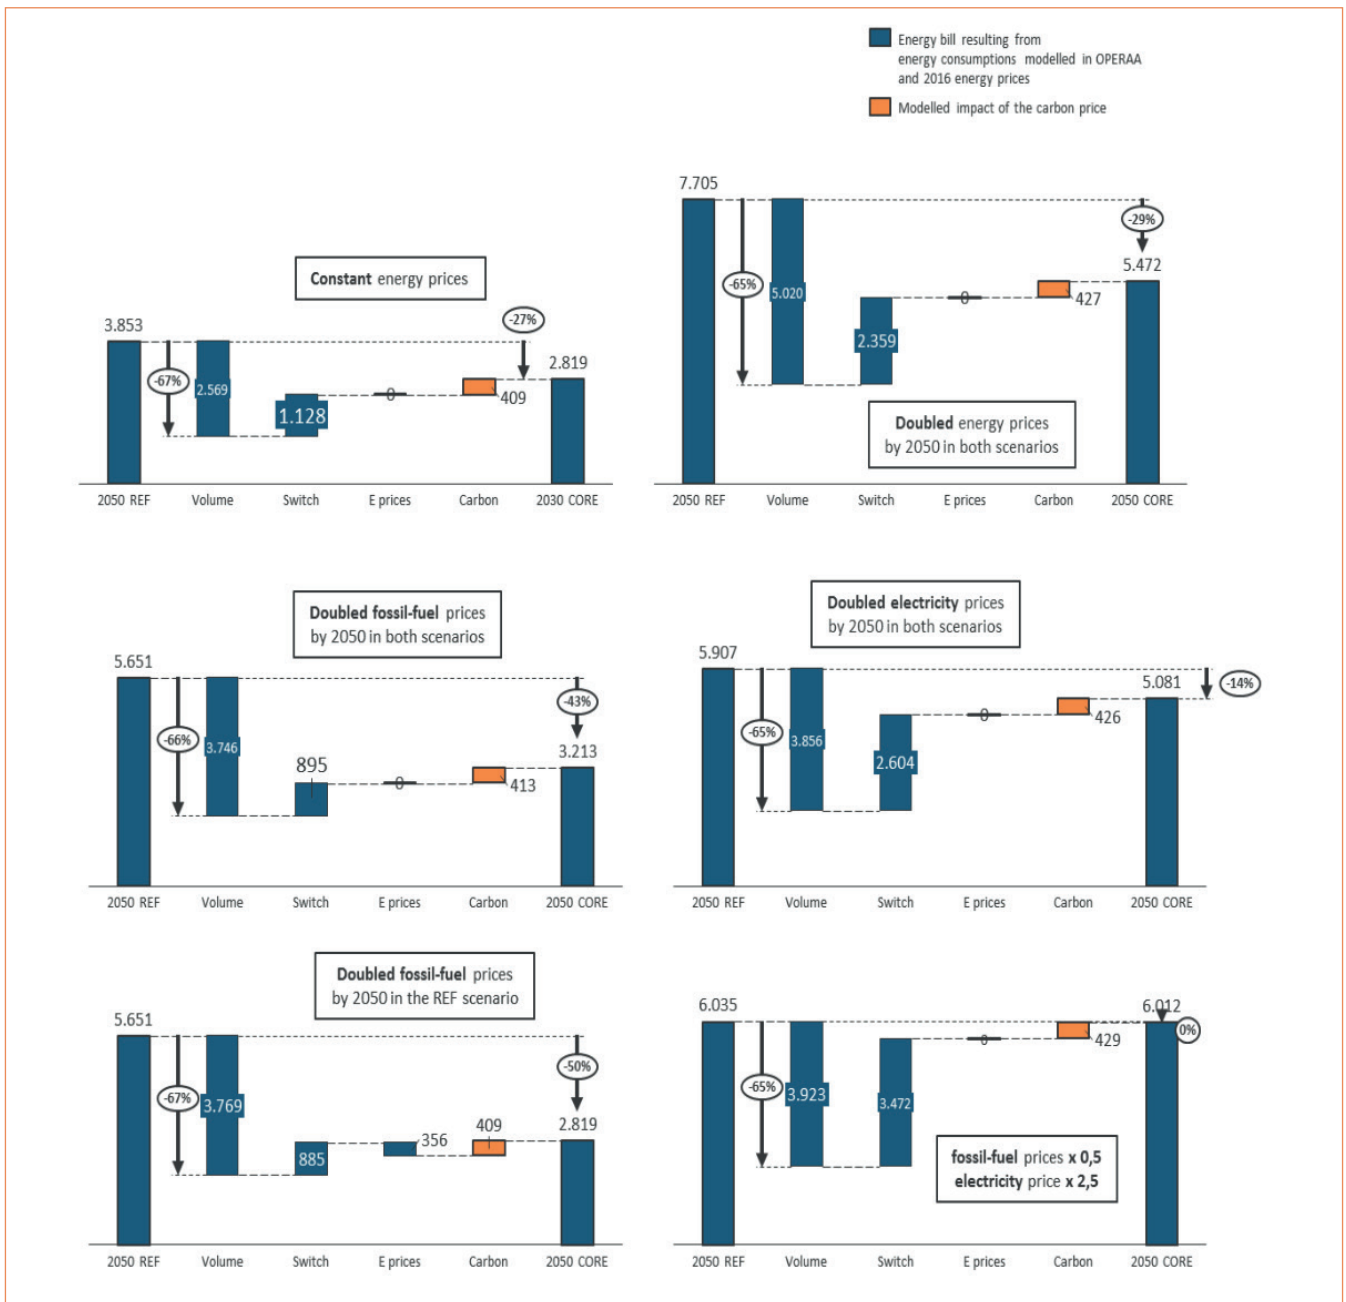 Energy bill resulting from
energy consumptions modelled in OPERAA
and 2016 energy prices
Modelled impact of the carbon price
Constant energy prices
3.853
-67%
2.569
1.128
0
409
-27%
2.819
2050 REF Volume Switch E prices Carbon 2030 CORE
7.705
-65%
5.020
2.359
0
427
-29%
5.472
Doubled energy prices
by 2050 in both scenarios
2050 REF Volume Switch E prices Carbon 2050 CORE
Doubled fossil-fuel prices
by 2050 in both scenarios
5.651
-66%
3.746
895
0
413
-43%
3.213
2050 REF Volume Switch E prices Carbon 2050 CORE
Doubled electricity prices
by 2050 in both scenarios
5.907
-65%
3.856
2.604
0
426
5.081
-14%
2050 REF Volume Switch E prices Carbon 2050 CORE
Doubled fossil-fuel prices
by 2050 in the REF scenario
5.651
-67%
3.769
885
356
409
-50%
2.819
2050 REF Volume Switch E prices Carbon 2050 CORE
6.035
-65%
3.923
3.472
0
429
6.012
0%
fossil-fuel prices x 0,5
electricity price x 2,5
2050 REF Volume Switch E prices Carbon 2050 CORE